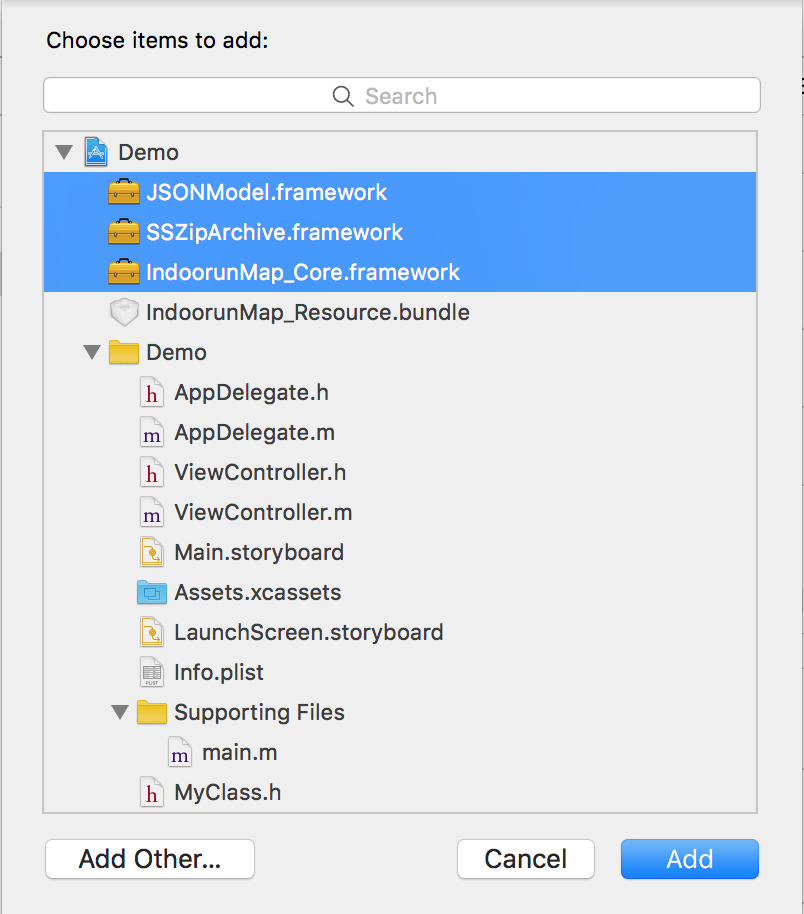 Choose items to add:
Search
Demo
JSONModel.framework
SSZipArchive.framework
IndoorunMap_Core.framework
IndoorunMap_Resource.bundle
Demo
h AppDelegate.h
m AppDelegate.m
h ViewController.h
m ViewController.m
Main.storyboard
Assets.xcassets
LaunchScreen.storyboard
PLIST Info.plist
Supporting Files
m main.m
h MyClass.h
Add Other... Cancel Add